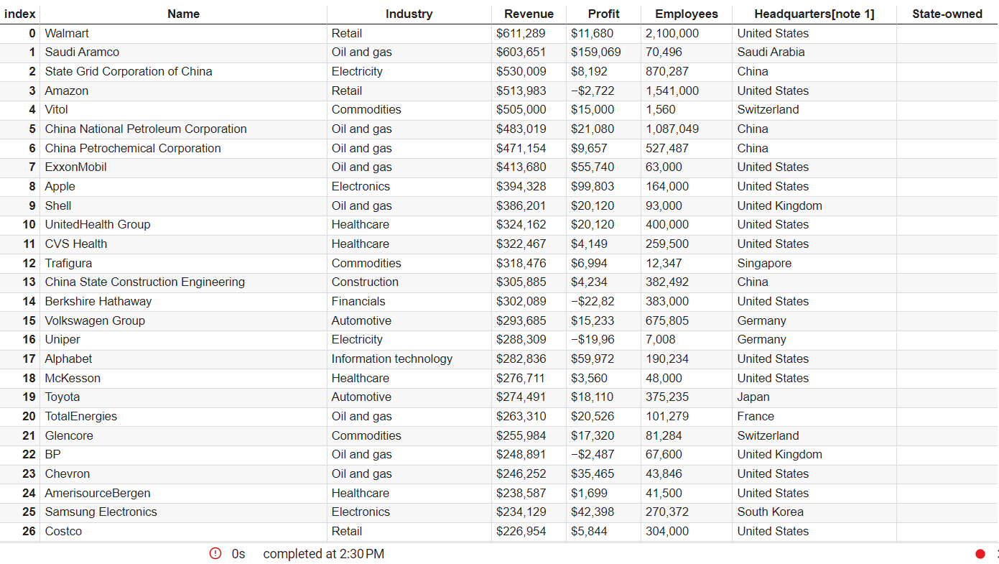 index Name Industry Revenue Profit Employees Headquarters[note 1] State-owned
0 Walmart Retail $611,289 $11,680 2,100,000 United States
1 Saudi Aramco Oil and gas $603,651 $159,069 70,496 Saudi Arabia
2 State Grid Corporation of China Electricity $530,009 $8,192 870,287 China
3 Amazon Retail $513,983 −$2,722 1,541,000 United States
4 Vitol Commodities $505,000 $15,000 1,560 Switzerland
5 China National Petroleum Corporation Oil and gas $483,019 $21,080 1,087,049 China
6 China Petrochemical Corporation Oil and gas $471,154 $9,657 527,487 China
7 ExxonMobil Oil and gas $413,680 $55,740 63,000 United States
8 Apple Electronics $394,328 $99,803 164,000 United States
9 Shell Oil and gas $386,201 $20,120 93,000 United Kingdom
10 UnitedHealth Group Healthcare $324,162 $20,120 400,000 United States
11 CVS Health Healthcare $322,467 $4,149 259,500 United States
12 Trafigura Commodities $318,476 $6,994 12,347 Singapore
13 China State Construction Engineering Construction $305,885 $4,234 382,492 China
14 Berkshire Hathaway Financials $302,089 −$22,82 383,000 United States
15 Volkswagen Group Automotive $293,685 $15,233 675,805 Germany
16 Uniper Electricity $288,309 −$19,96 7,008 Germany
17 Alphabet Information technology $282,836 $59,972 190,234 United States
18 McKesson Healthcare $276,711 $3,560 48,000 United States
19 Toyota Automotive $274,491 $18,110 375,235 Japan
20 TotalEnergies Oil and gas $263,310 $20,526 101,279 France
21 Glencore Commodities $255,984 $17,320 81,284 Switzerland
22 BP Oil and gas $248,891 −$2,487 67,600 United Kingdom
23 Chevron Oil and gas $246,252 $35,465 43,846 United States
24 AmerisourceBergen Healthcare $238,587 $1,699 41,500 United States
25 Samsung Electronics Electronics $234,129 $42,398 270,372 South Korea
26 Costco Retail $226,954 $5,844 304,000 United States
0s completed at 2:30 PM